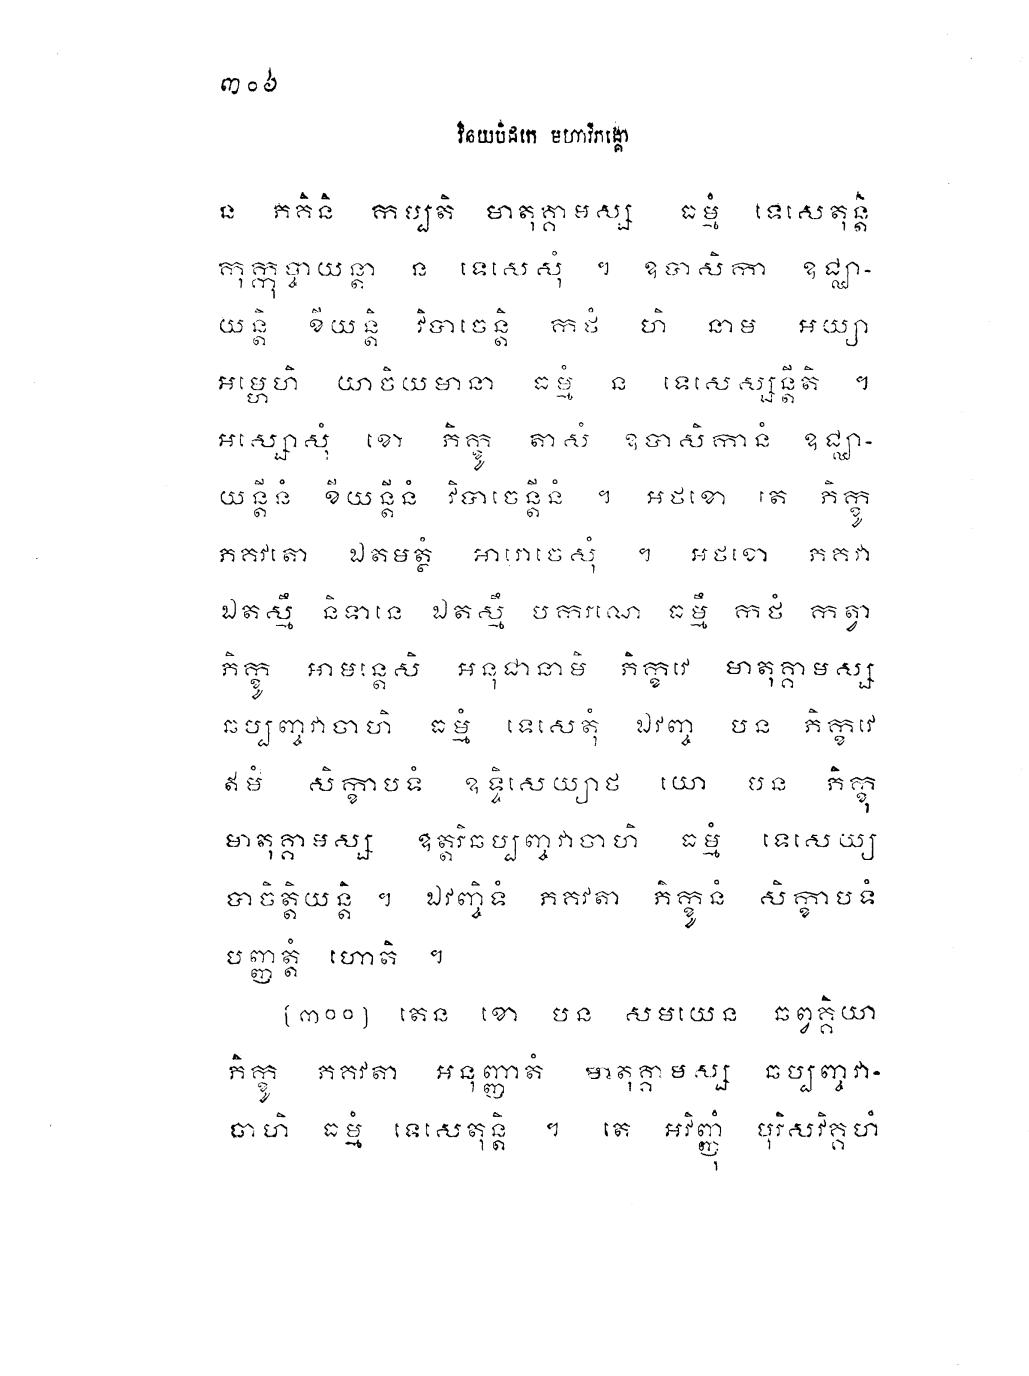 ៣០៦
វិនយបិដកេ មហាវិភង្គោ
ន ភគិនិ កប្បតិ មាតុគ្គាមស្ស ធម្មំ ទេសេតុន្តិ
កុក្កុច្ចាយន្តា ន ទេសេសុំ ។ ឧបាសិកា ឧជ្ឈា-
យន្តិ ខីយន្តិ វិបាចេន្តិ កថំ ហិ នាម អយ្យា
អម្ហេហិ យាចិយមានា ធម្មំ ន ទេសេស្សន្តីតិ ។
អស្សោសុំ ខោ ភិក្ខូ តាសំ ឧបាសិកានំ ឧជ្ឈា-
យន្តីនំ ខីយន្តីនំ វិបាចេន្តីនំ ។ អថខោ តេ ភិក្ខូ
ភគវតោ ឯតមត្ថំ អារោចេសុំ ។ អថខោ ភគវា
ឯតស្មឹ និទានេ ឯតស្មឹ បករណេ ធម្មឹ កថំ កត្វា
ភិក្ខូ អាមន្តេសិ អនុជានាមិ ភិក្ខវេ មាតុគ្គាមស្ស
ឆប្បញ្ចវាចាហិ ធម្មំ ទេសេតុំ ឯវញ្ច បន ភិក្ខវេ
ឥមំ សិក្ខាបទំ ឧទ្ទិសេយ្យាថ យោ បន ភិក្ខុ
មាតុគ្គាមស្ស ឧត្តរិឆប្បញ្ចវាចាហិ ធម្មំ ទេសេយ្យ
បាចិត្តិយន្តិ ។ ឯវញ្ចិទំ ភគវតា ភិក្ខូនំ សិក្ខាបទំ
បញ្ញត្តំ ហោតិ ។
[៣០០] តេន ខោ បន សមយេន ឆព្វគ្គិយា
ភិក្ខូ ភគវតា អនុញ្ញាតំ មាតុគ្គាមស្ស ឆប្បញ្ចវា-
ចាហិ ធម្មំ ទេសេតុន្តិ ។ តេ អវិញ្ញុំ បុរិសវិគ្គហំ